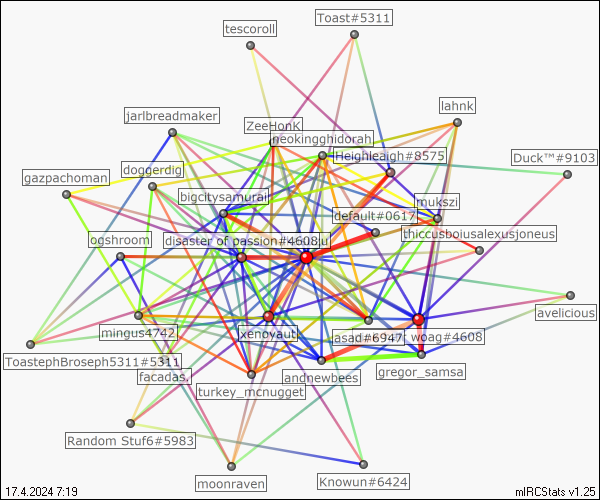 Toast#5311
tescoroll
lahnk
jarlbreadmaker
ZeeHonK
neokingghidorah
Heighleaigh#8575
Duck™#9103
doggerdig
gazpachoman
bigcitysamurai
mukszi
default#0617
thiccusboiusalexusjoneus
ogshroom
disaster of passion#4608
avelicious
mingus4742
xenovault
asad#6947
woag#4608
ToastephBroseph5311#5311
facadas,
andrewbees
gregor_samsa
turkey_mcnugget
Random Stuf6#5983
moonraven
Knowun#6424
17.4.2024 7:19
mIRCStats v1.25